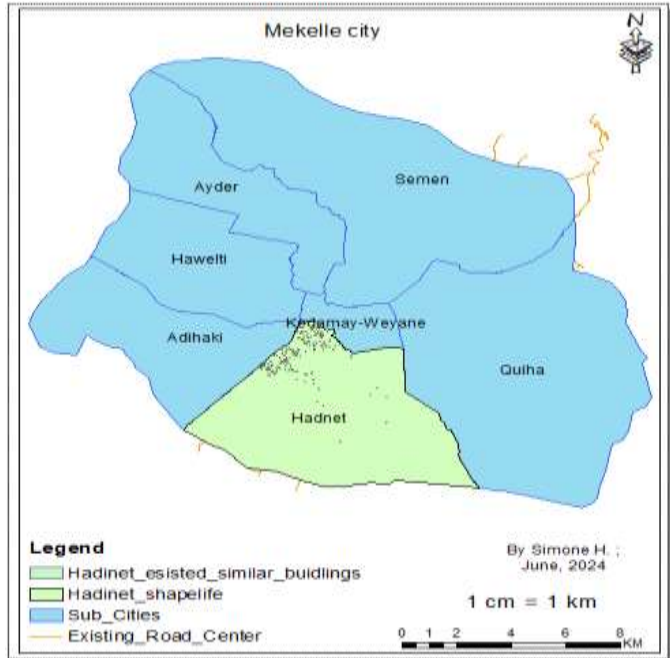 Mekelle city
N
Semen
Ayder
Hawelti
Kedamay-Weyane
Adihaki
Quiha
Hadnet
Legend
Hadinet_esisted_similar_buidlings
Hadinet_shapelife
Sub_Cities
Existing_Road_Center
By Simone H. ;
June, 2024
1 cm = 1 km
0 2 4 6 8
KM